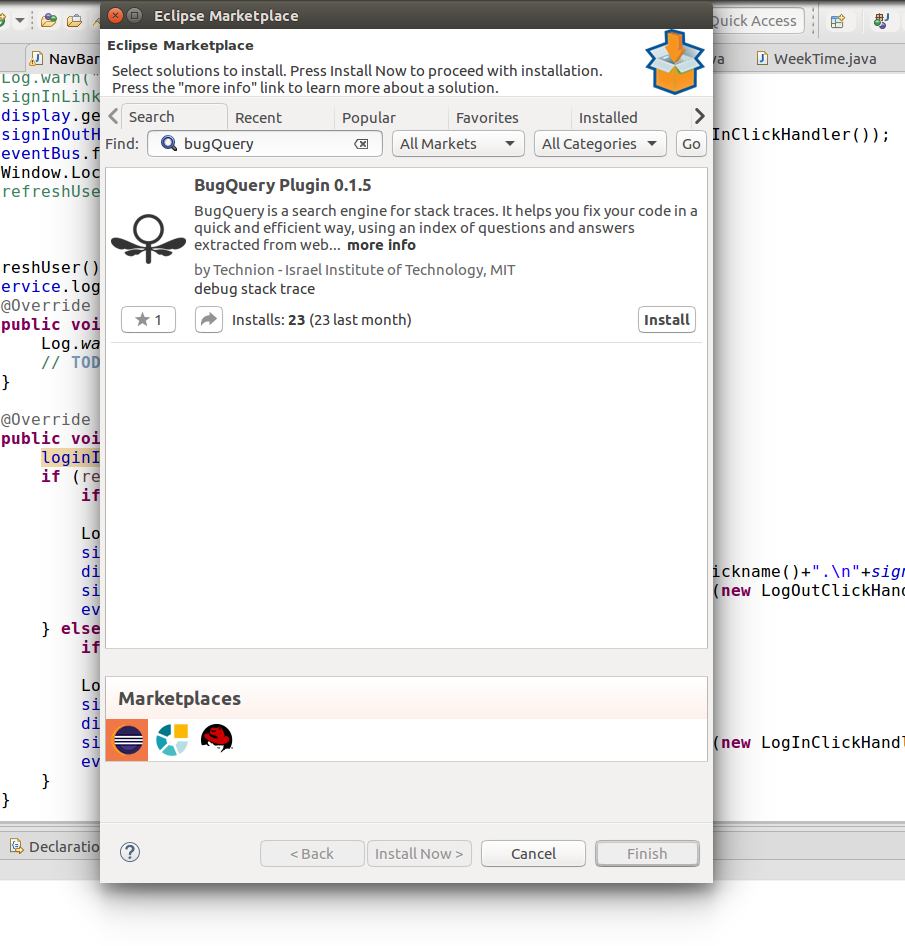 Eclipse Marketplace
Quick Access
NavBar
va
WeekTime.java
Eclipse Marketplace
Select solutions to install. Press Install Now to proceed with installation.
Press the "more info" link to learn more about a solution.
Search Recent Popular Favorites Installed
Find: bugQuery All Markets All Categories Go
BugQuery Plugin 0.1.5
BugQuery is a search engine for stack traces. It helps you fix your code in a
quick and efficient way, using an index of questions and answers
extracted from web... more info
by Technion - Israel Institute of Technology, MIT
debug stack trace
1 Installs: 23 (23 last month) Install
Marketplaces
? < Back Install Now > Cancel Finish
Log.warn("
signInLink
display.ge
signInOutH InClickHandler());
eventBus.f
Window.Loc
refreshUse
reshUser()
ervice.log
@Override
public voi
Log.wa
// TOD
}
@Override
public voi
loginI
if (re
if
Lo
si
di ickname()+".\n"+sign
si (new LogOutClickHand
ev
} else
if
Lo
si
di
si (new LogInClickHandl
ev
}
}
Declaratio